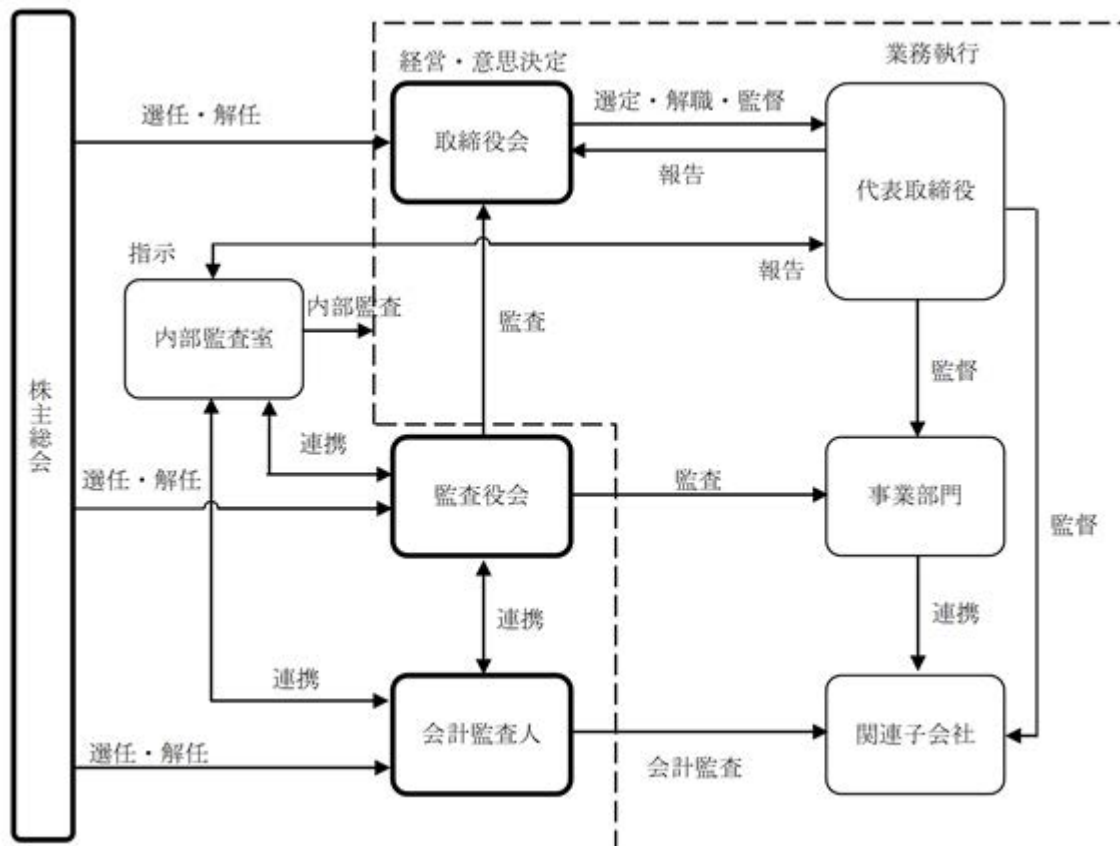 経営・意思決定
業務執行
選任・解任
取締役会
選定・解職・監督
報告
代表取締役
指示
報告
内部監査室
内部監査
監査
監督
株主総会
連携
選任・解任
監査役会
監査
事業部門
監督
連携
連携
連携
会計監査人
関連子会社
選任・解任
会計監査